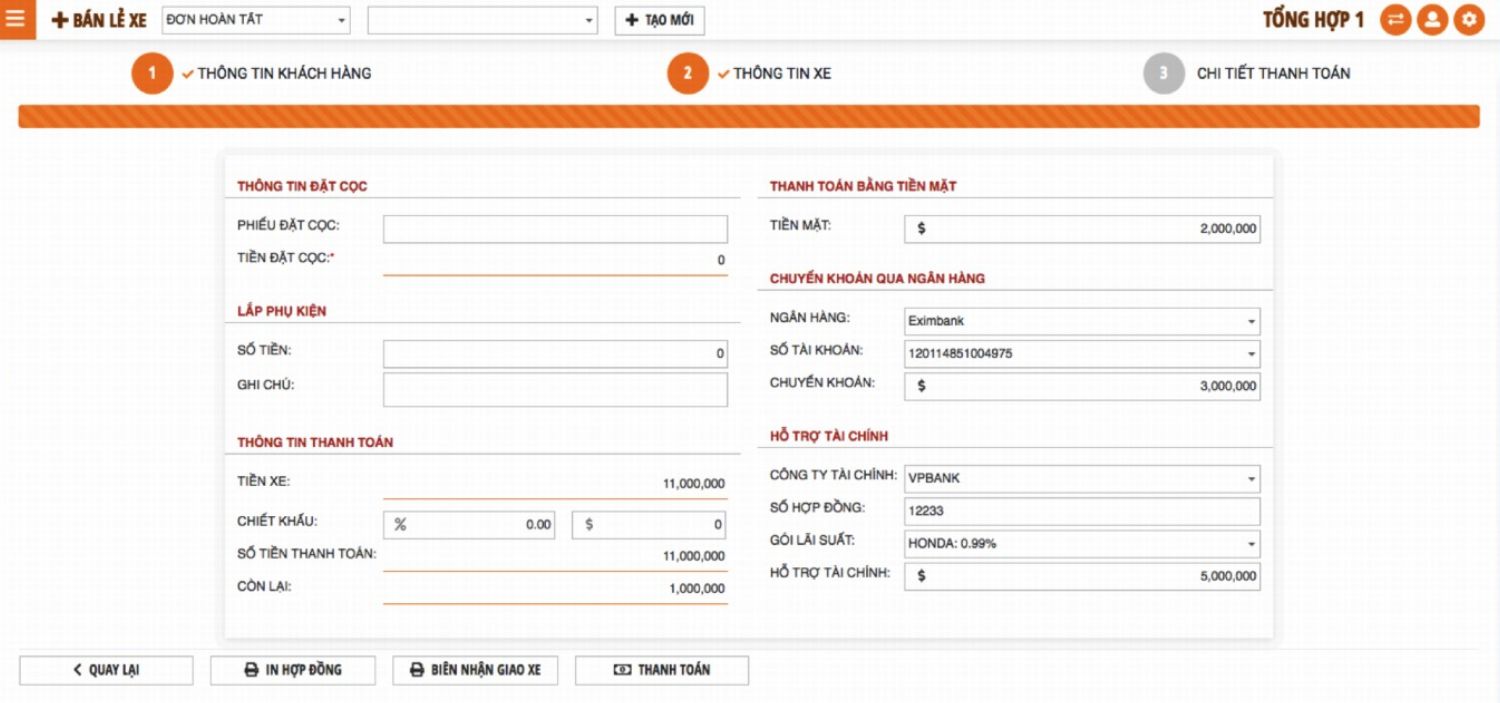 BÁN LẺ XE ĐƠN HOÀN TẤT TẠO MỚI TỔNG HỢP 1
1 THÔNG TIN KHÁCH HÀNG 2 THÔNG TIN XE 3 CHI TIẾT THANH TOÁN
THÔNG TIN ĐẶT CỌC
PHIẾU ĐẶT CỌC:
TIỀN ĐẶT CỌC:* 0
LẮP PHỤ KIỆN
SỐ TIỀN: 0
GHI CHÚ:
THÔNG TIN THANH TOÁN
TIỀN XE: 11,000,000
CHIẾT KHẤU: % 0.00 $ 0
SỐ TIỀN THANH TOÁN: 11,000,000
CÒN LẠI: 1,000,000
THANH TOÁN BẰNG TIỀN MẶT
TIỀN MẶT: $ 2,000,000
CHUYỂN KHOẢN QUA NGÂN HÀNG
NGÂN HÀNG: Eximbank
SỐ TÀI KHOẢN: 120114851004975
CHUYỂN KHOẢN: $ 3,000,000
HỖ TRỢ TÀI CHÍNH
CÔNG TY TÀI CHÍNH: VPBANK
SỐ HỢP ĐỒNG: 12233
GÓI LÃI SUẤT: HONDA: 0.99%
HỖ TRỢ TÀI CHÍNH: $ 5,000,000
QUAY LẠI IN HỢP ĐỒNG BIÊN NHẬN GIAO XE THANH TOÁN